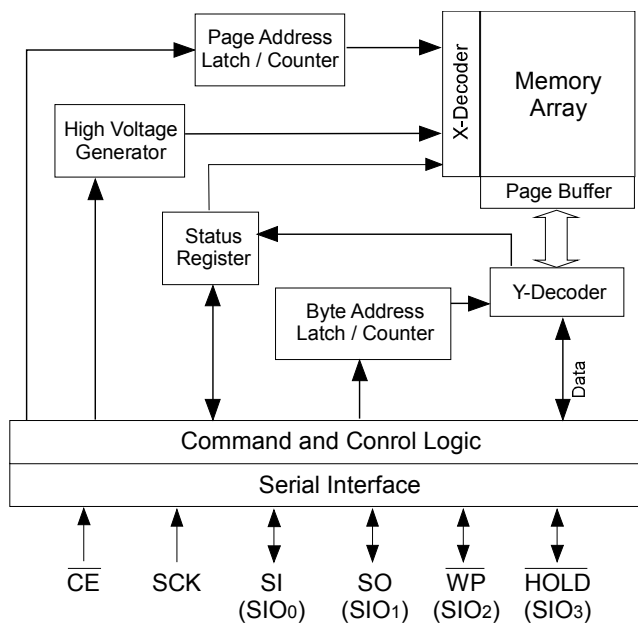 Page Address
Latch / Counter
X-Decoder
Memory
Array
High Voltage
Generator
Page Buffer
Status
Register
Y-Decoder
Byte Address
Latch / Counter
Data
Command and Conrol Logic
Serial Interface
CE SCK SI SO WP HOLD
(SIO0) (SIO1) (SIO2) (SIO3)